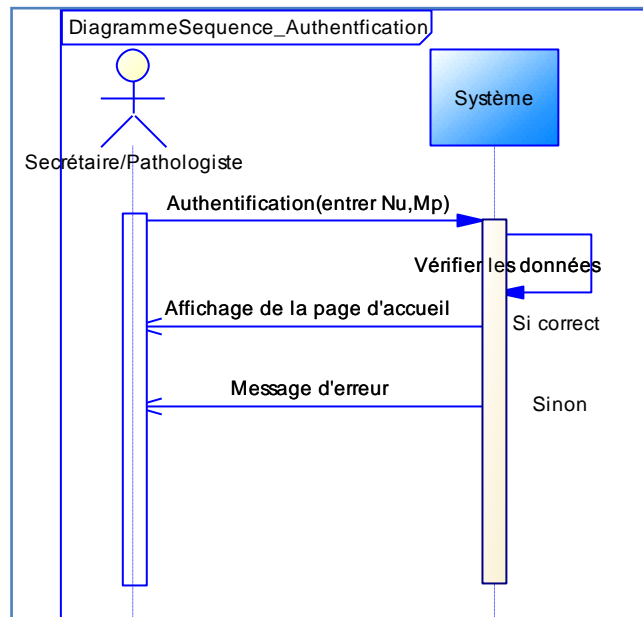 DiagrammeSequence_Authentfication
Système
Secrétaire/Pathologiste
Authentification(entrer Nu,Mp)
Vérifier les données
Affichage de la page d'accueil
Si correct
Message d'erreur
Sinon